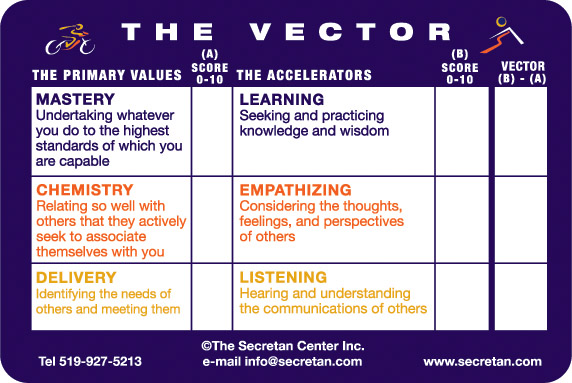 THE VECTOR
THE PRIMARY VALUES
(A)
SCORE
0-10
THE ACCELERATORS
(B)
SCORE
0-10
VECTOR
(B) - (A)
MASTERY
Undertaking whatever
you do to the highest
standards of which you
are capable
LEARNING
Seeking and practicing
knowledge and wisdom
CHEMISTRY
Relating so well with
others that they actively
seek to associate
themselves with you
EMPATHIZING
Considering the thoughts,
feelings, and perspectives
of others
DELIVERY
Identifying the needs of
others and meeting them
LISTENING
Hearing and understanding
the communications of others
©The Secretan Center Inc.
Tel 519-927-5213
e-mail info@secretan.com
www.secretan.com